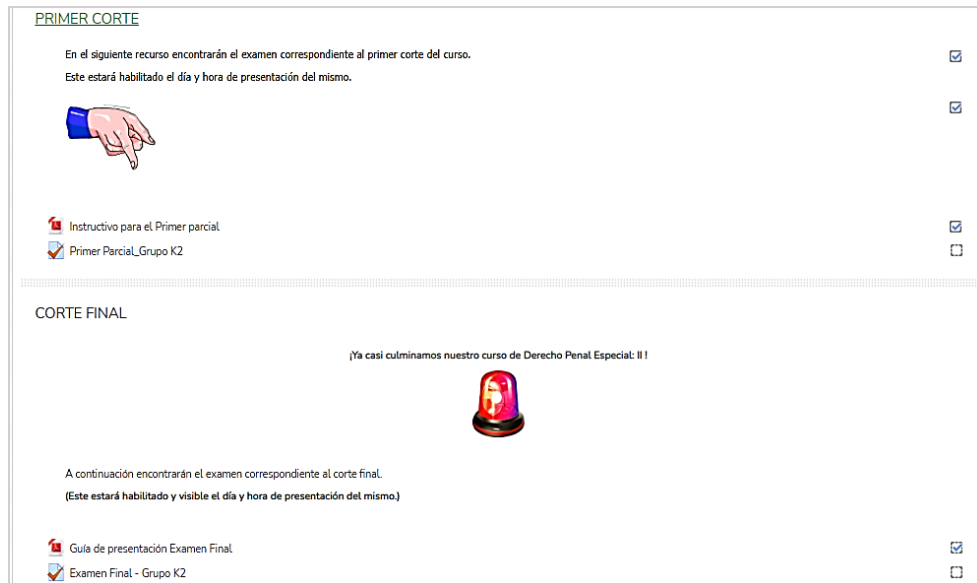 PRIMER CORTE
En el siguiente recurso encontrarán el examen correspondiente al primer corte del curso.
Este estará habilitado el día y hora de presentación del mismo.
Instructivo para el Primer parcial
Primer Parcial_Grupo K2
CORTE FINAL
¡Ya casi culminamos nuestro curso de Derecho Penal Especial: II !
A continuación encontrarán el examen correspondiente al corte final.
(Este estará habilitado y visible el día y hora de presentación del mismo.)
Guía de presentación Examen Final
Examen Final - Grupo K2